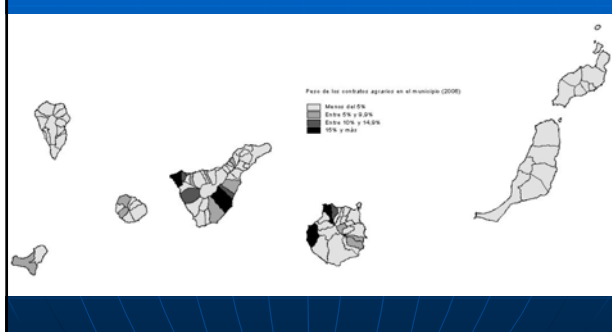 Peso de los contratos agrarios en el municipio (2006)
Menos del 5%
Entre 5% y 9,9%
Entre 10% y 14,9%
15% y más